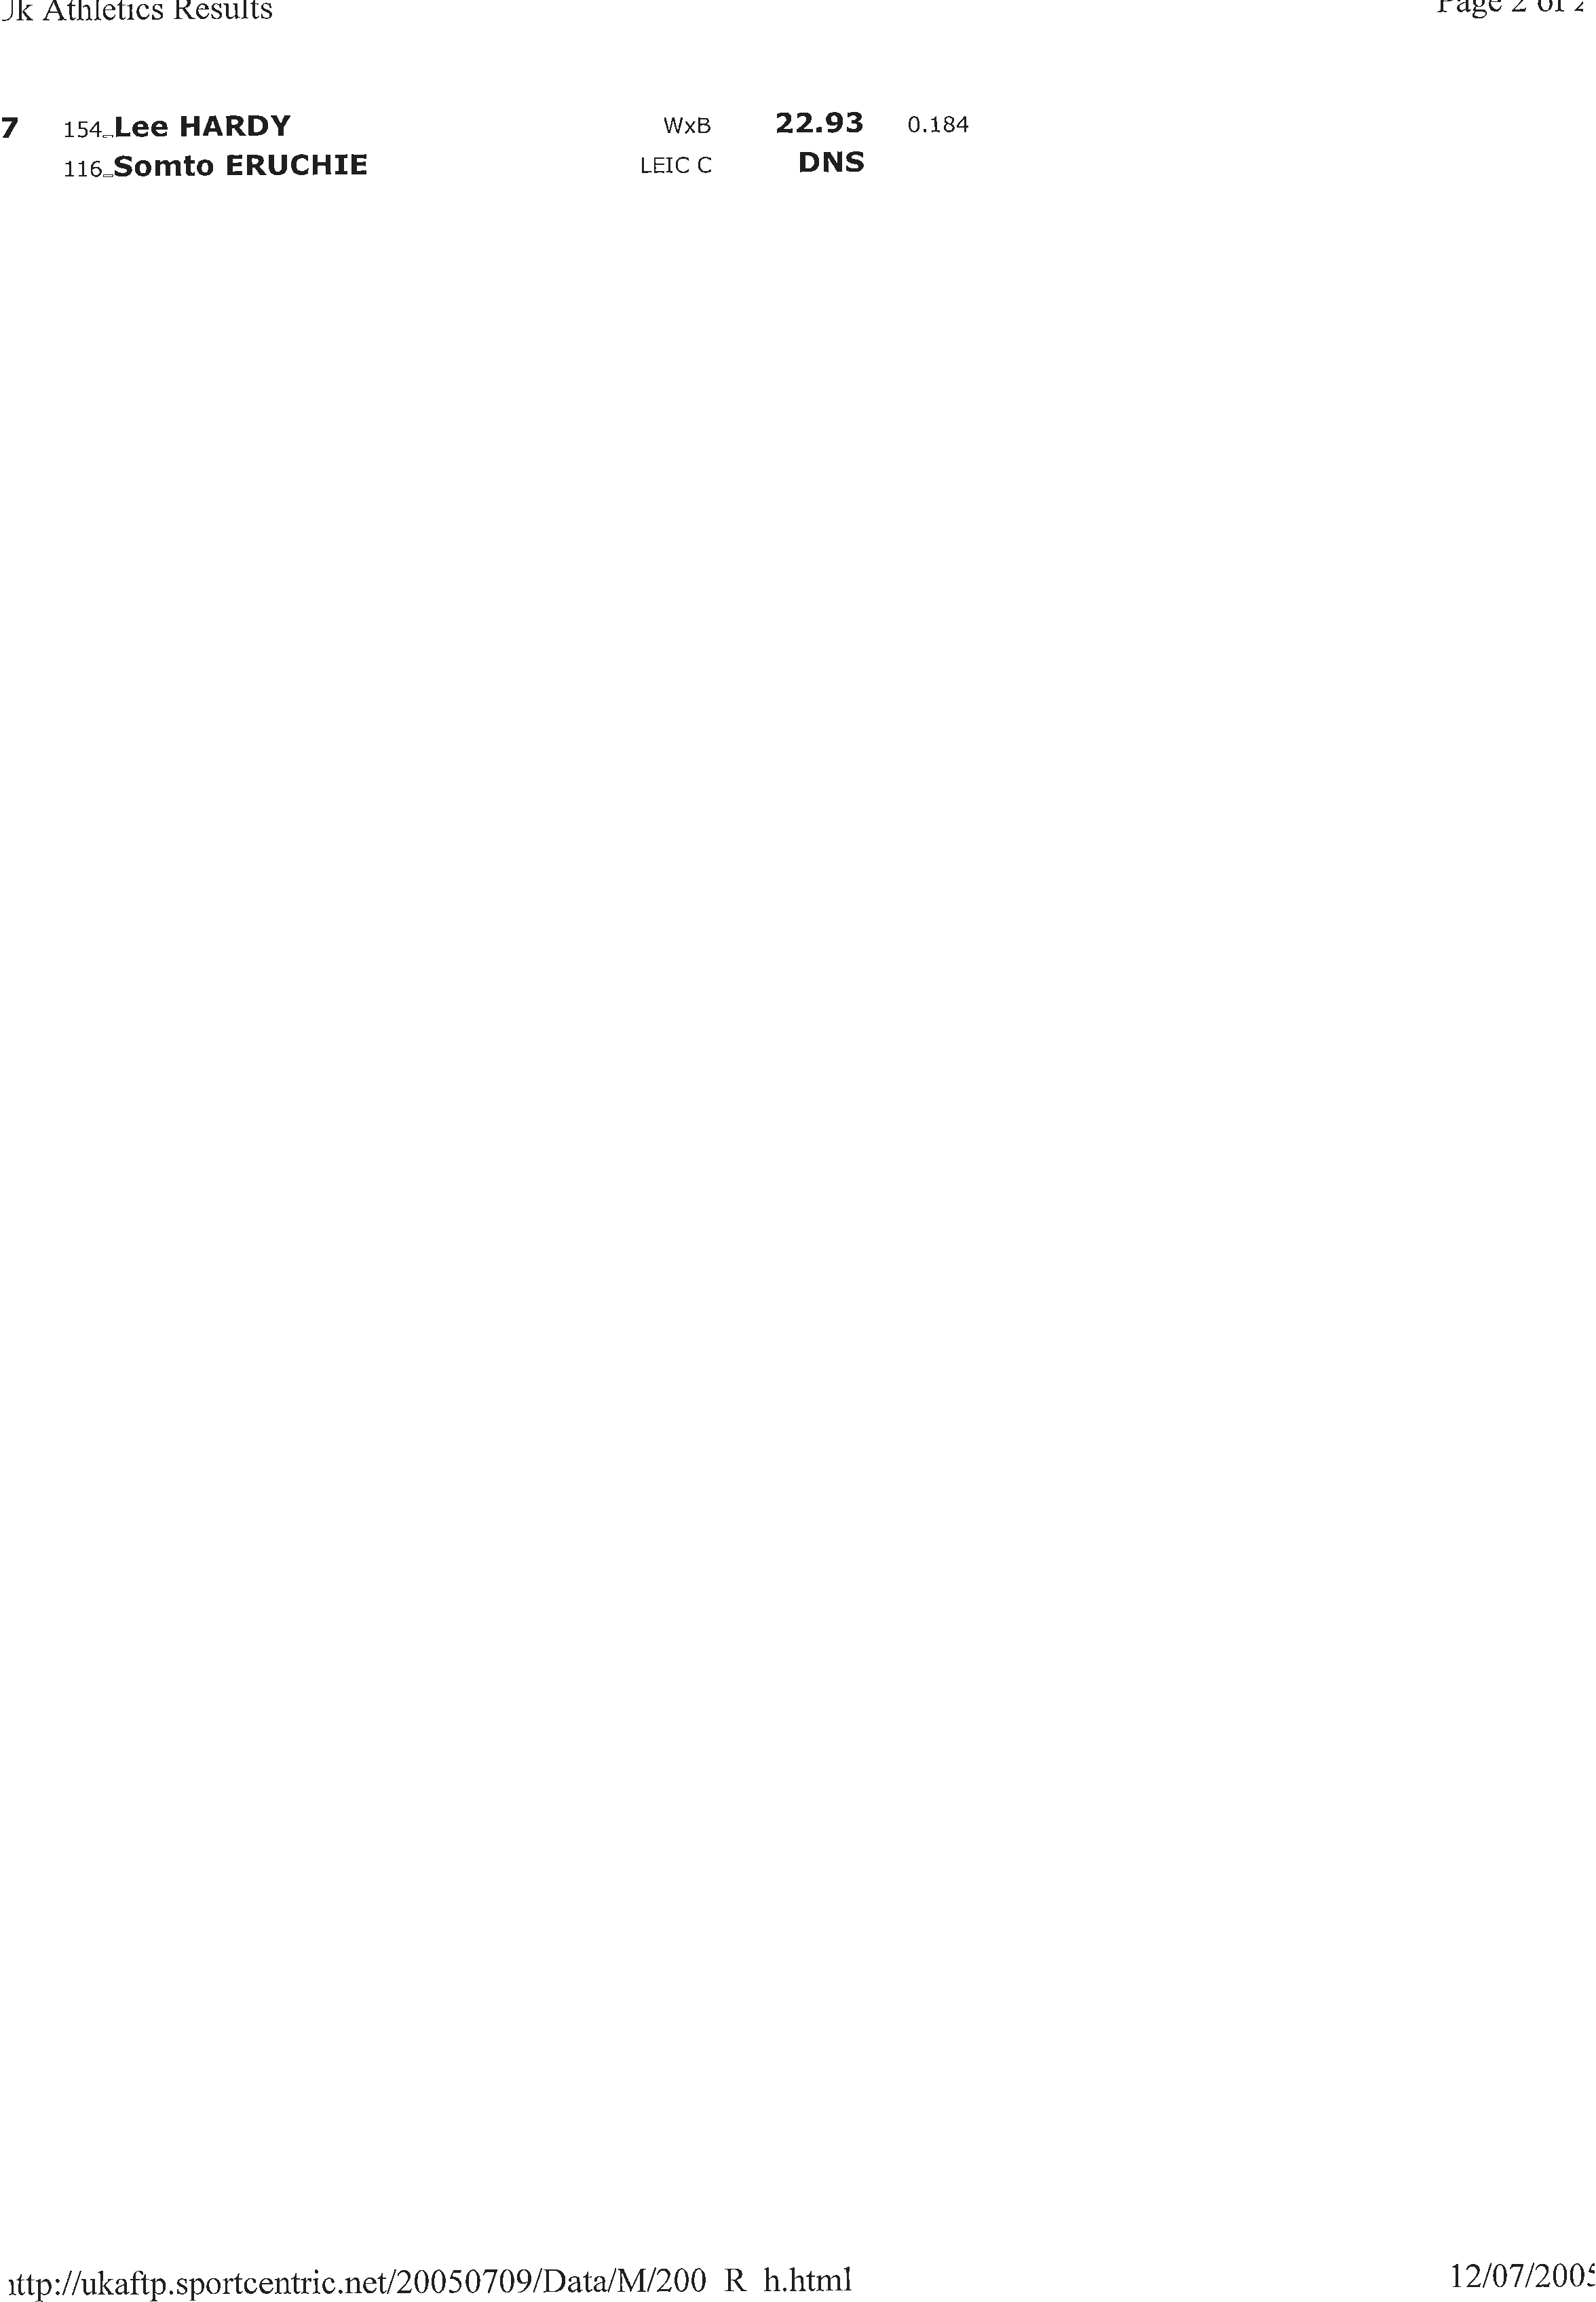 Uk Athletics Results Page 2 of 2
7 154 Lee HARDY WxB 22.93 0.184
116 Somto ERUCHIE LEIC C DNS
http://ukaftp.sportcentric.net/20050709/Data/M/200 R h.html 12/07/2005